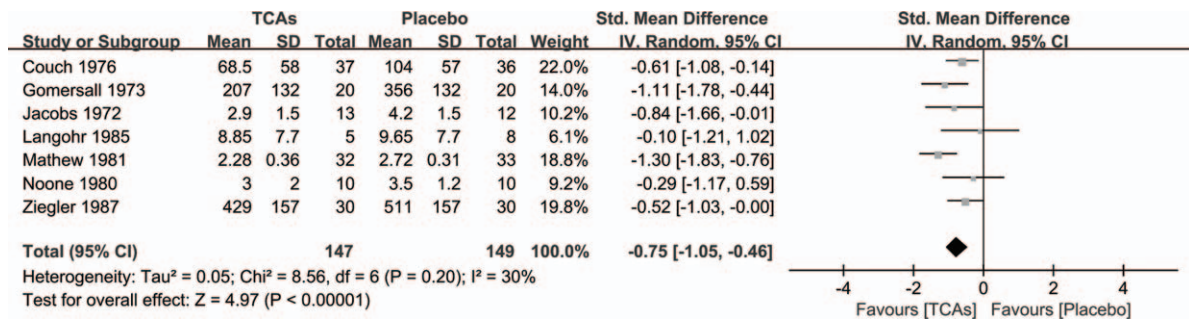 TCAs Placebo Std. Mean Difference Std. Mean Difference
Study or Subgroup Mean SD Total Mean SD Total Weight IV, Random, 95% CI IV, Random, 95% CI
Couch 1976 68.5 58 37 104 57 36 22.0% -0.61 [-1.08, -0.14]
Gomersall 1973 207 132 20 356 132 20 14.0% -1.11 [-1.78, -0.44]
Jacobs 1972 2.9 1.5 13 4.2 1.5 12 10.2% -0.84 [-1.66, -0.01]
Langohr 1985 8.85 7.7 5 9.65 7.7 8 6.1% -0.10 [-1.21, 1.02]
Mathew 1981 2.28 0.36 32 2.72 0.31 33 18.8% -1.30 [-1.83, -0.76]
Noone 1980 3 2 10 3.5 1.2 10 9.2% -0.29 [-1.17, 0.59]
Ziegler 1987 429 157 30 511 157 30 19.8% -0.52 [-1.03, -0.00]
Total (95% CI) 147 149 100.0% -0.75 [-1.05, -0.46]
Heterogeneity: Tau² = 0.05; Chi² = 8.56, df = 6 (P = 0.20); I² = 30%
Test for overall effect: Z = 4.97 (P < 0.00001)
-4 -2 0 2 4
Favours [TCAs] Favours [Placebo]